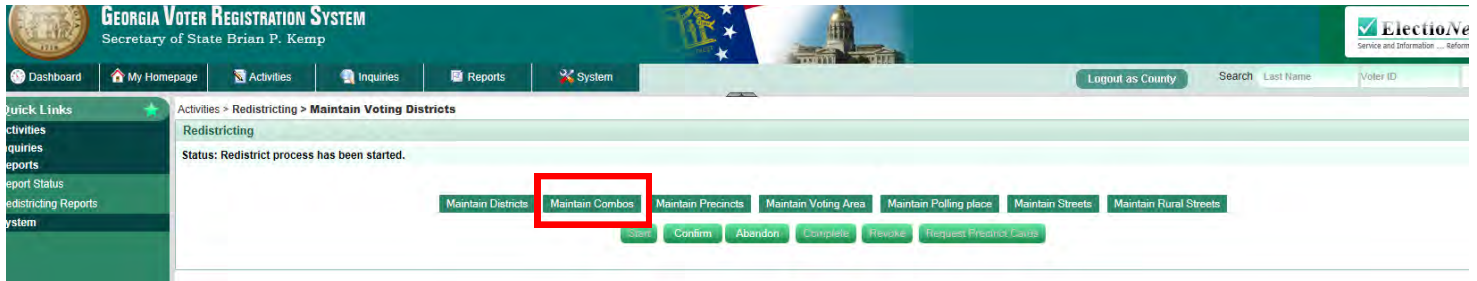 GEORGIA VOTER REGISTRATION SYSTEM
Secretary of State Brian P. Kemp
1776
ElectioNe
Service and Information .... Reform
Dashboard My Homepage Activities Inquiries Reports System Logout as County Search Last Name Voter ID
Quick Links
ctivities
quiries
eports
eport Status
edistricting Reports
ystem
Activities > Redistricting > Maintain Voting Districts
Redistricting
Status: Redistrict process has been started.
Maintain Districts Maintain Combos Maintain Precincts Maintain Voting Area Maintain Polling place Maintain Streets Maintain Rural Streets
Start Confirm Abandon Complete Revoke Request Precinct Cards